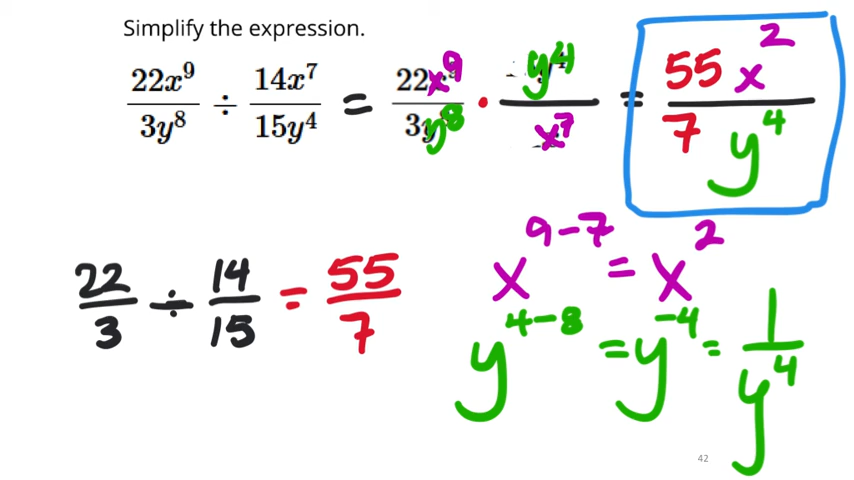 Simplify the expression.
22x⁹/3y⁸ ÷ 14x⁷/15y⁴ = 22x⁹/3y⁸ · y⁴/x⁷ = 55x²/7y⁴
22/3 ÷ 14/15 = 55/7
x⁹⁻⁷ = x²
y⁴⁻⁸ = y⁻⁴ = 1/y⁴
42